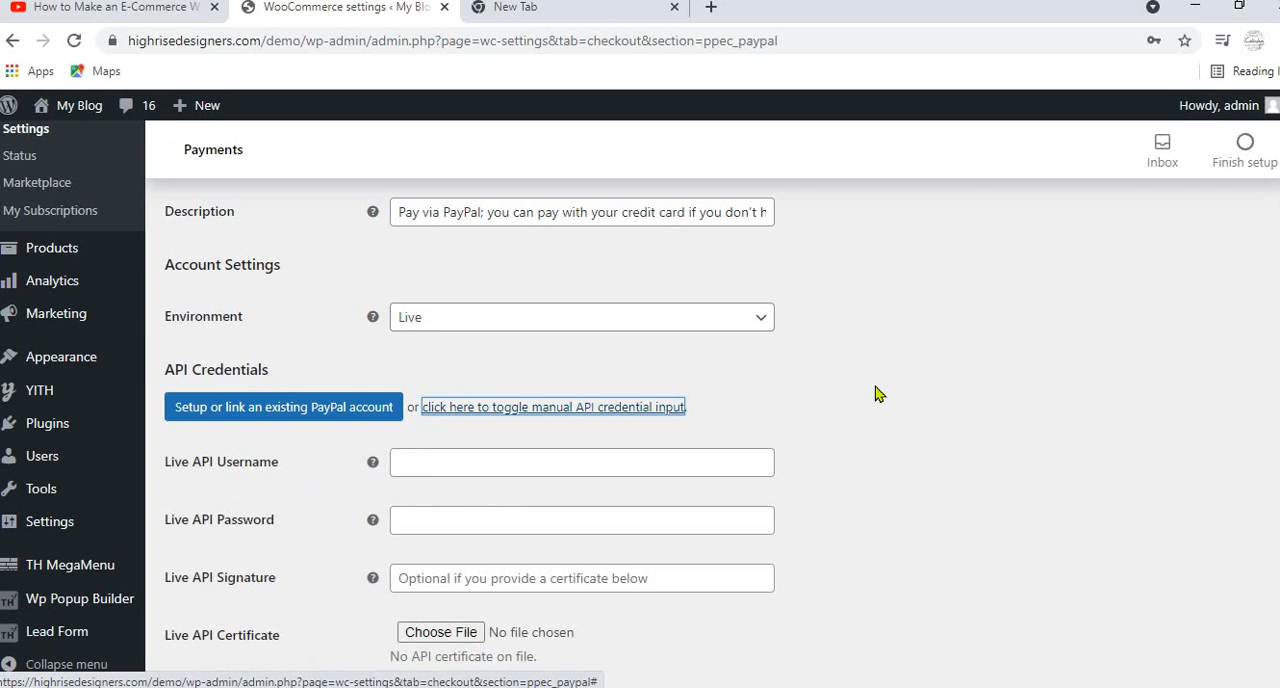 How to Make an E-Commerce W
WooCommerce settings ‹ My Blo
New Tab
highrisedesigners.com/demo/wp-admin/admin.php?page=wc-settings&tab=checkout&section=ppec_paypal
Apps
Maps
Reading l
My Blog
16
New
Howdy, admin
Settings
Status
Marketplace
My Subscriptions
Products
Analytics
Marketing
Appearance
YITH
Plugins
Users
Tools
Settings
TH MegaMenu
Wp Popup Builder
Lead Form
Collapse menu
Payments
Inbox
Finish setup
Description
Pay via PayPal; you can pay with your credit card if you don't h
Account Settings
Environment
Live
API Credentials
Setup or link an existing PayPal account or click here to toggle manual API credential input.
Live API Username
Live API Password
Live API Signature
Optional if you provide a certificate below
Live API Certificate
Choose File No file chosen
No API certificate on file.
https://highrisedesigners.com/demo/wp-admin/admin.php?page=wc-settings&tab=checkout&section=ppec_paypal#